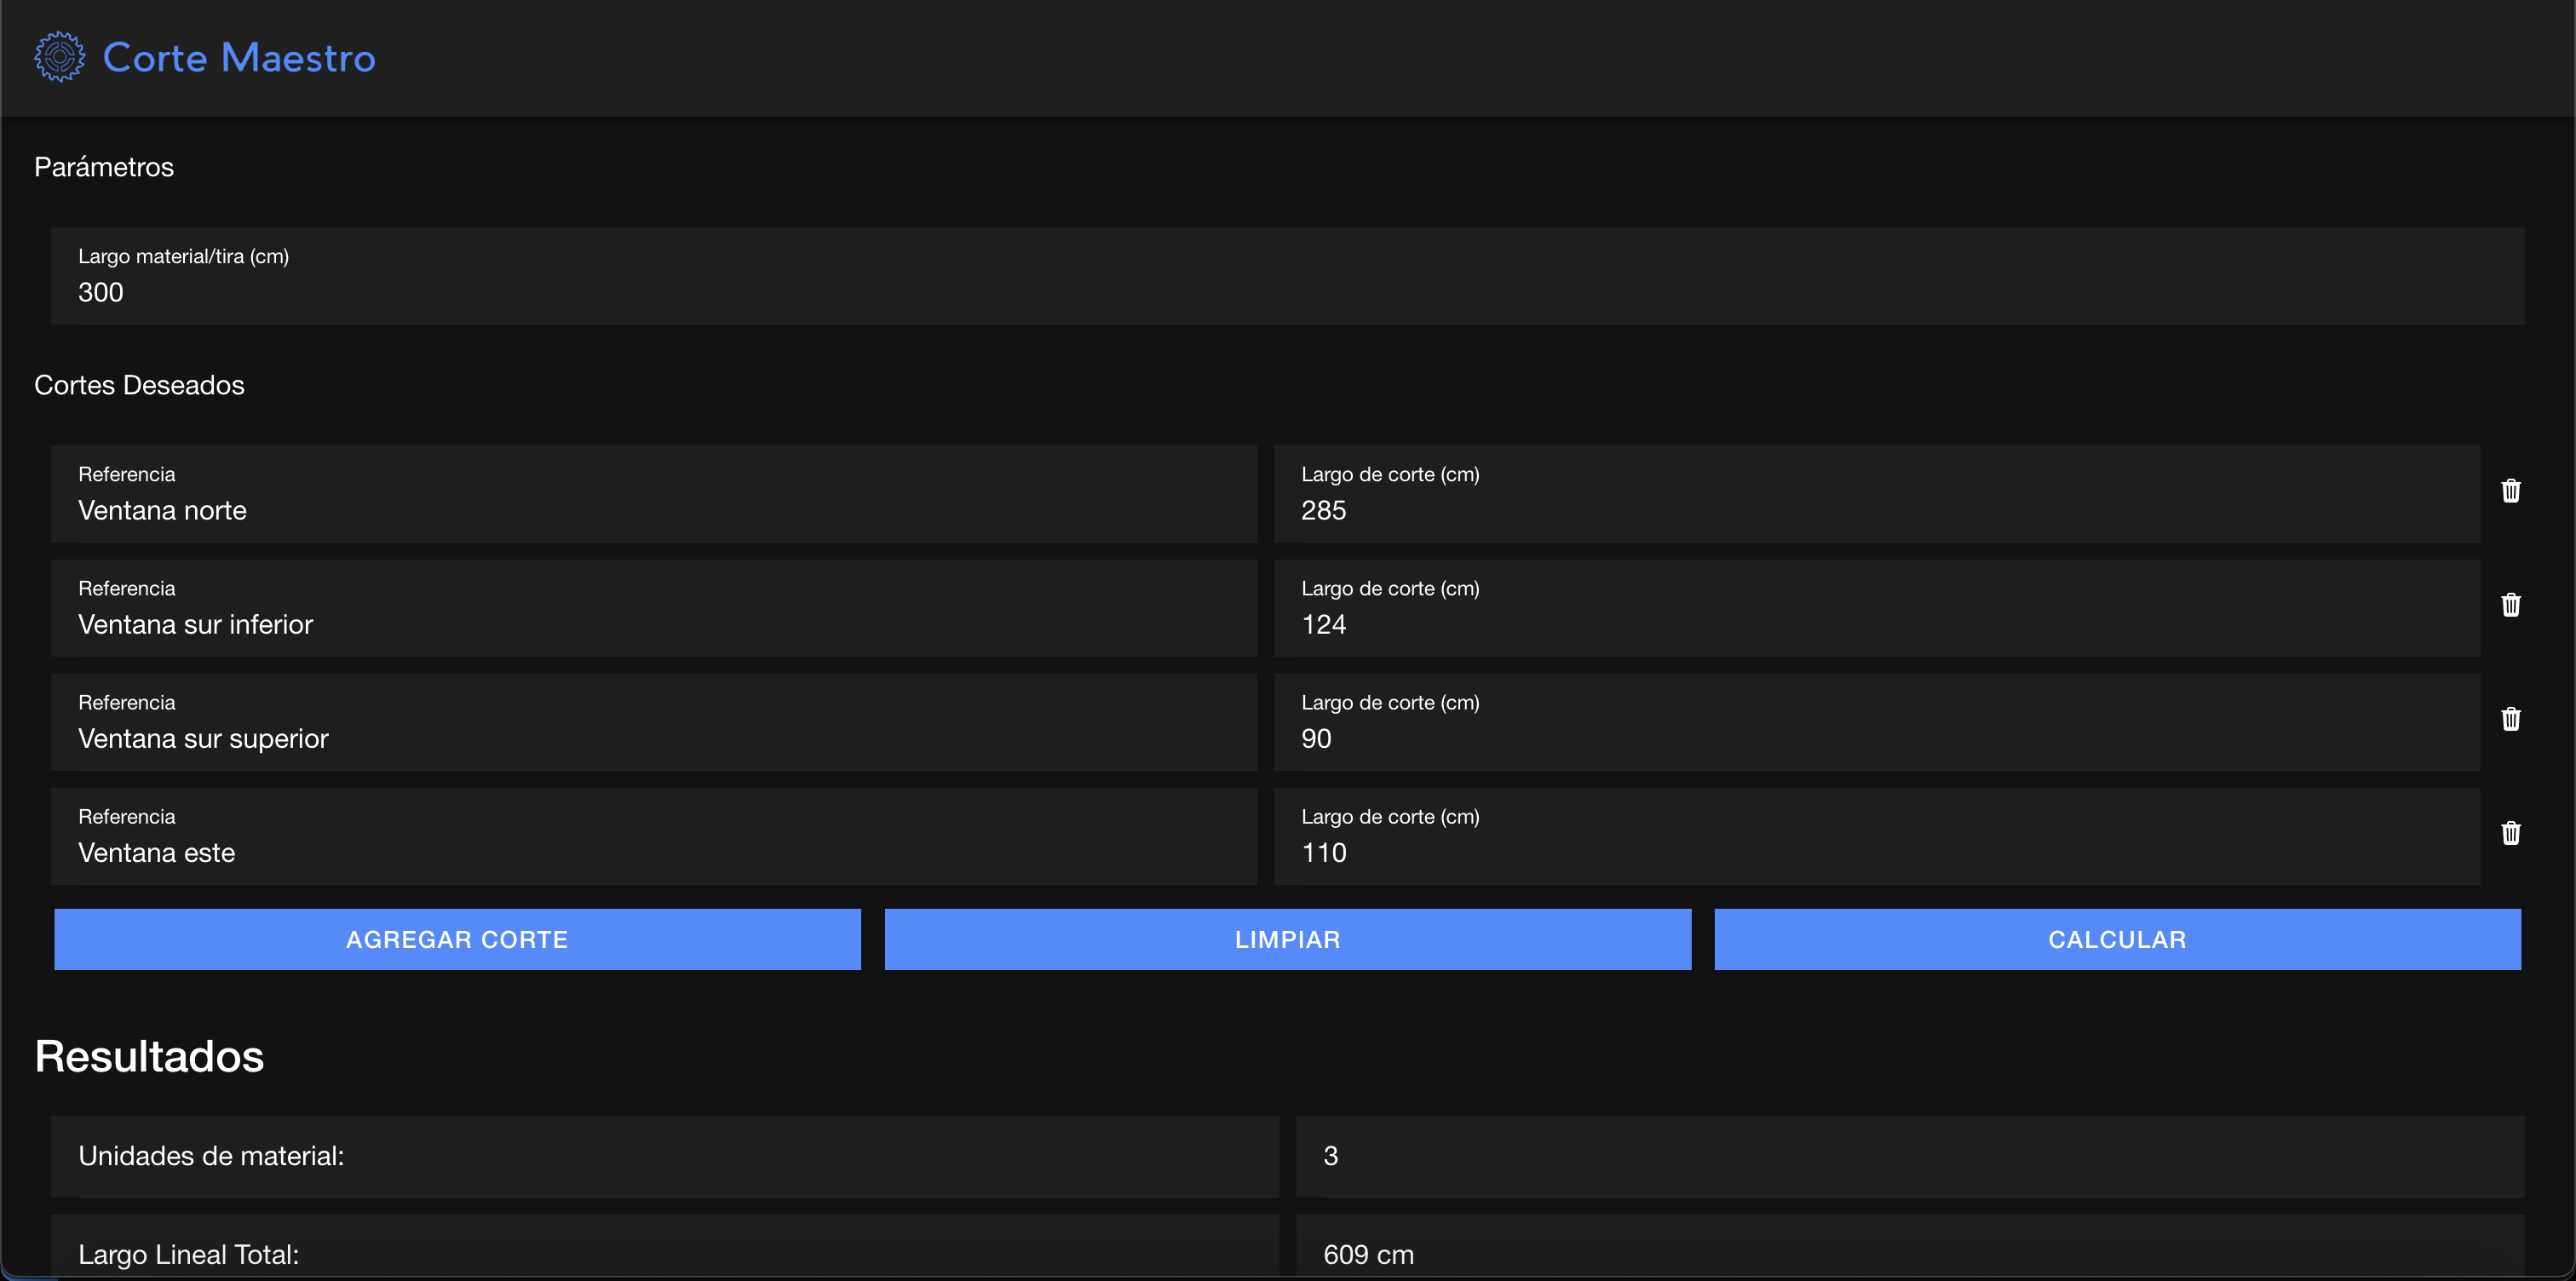 Corte Maestro
Parámetros
Largo material/tira (cm)
300
Cortes Deseados
Referencia
Ventana norte
Largo de corte (cm)
285
Referencia
Ventana sur inferior
Largo de corte (cm)
124
Referencia
Ventana sur superior
Largo de corte (cm)
90
Referencia
Ventana este
Largo de corte (cm)
110
AGREGAR CORTE
LIMPIAR
CALCULAR
Resultados
Unidades de material:
3
Largo Lineal Total:
609 cm